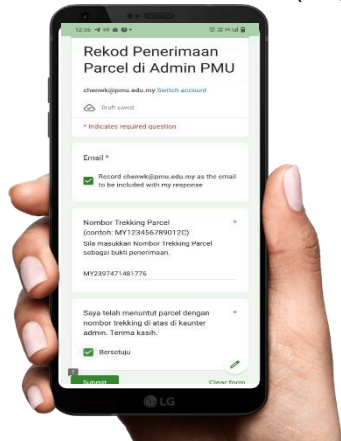 12:36
Rekod Penerimaan
Parcel di Admin PMU
chenwk@pmu.edu.my Switch account
Draft saved
* Indicates required question
Email *
Record chenwk@pmu.edu.my as the email
to be included with my response
Nombor Trekking Parcel *
(contoh: MY123456789012C)
Sila masukkan Nombor Trekking Parcel
sebagai bukti penerimaan.
MY2397471481776
Saya telah menuntut parcel dengan *
nombor trekking di atas di kaunter
admin. Terima kasih.
Bersetuju
Submit
Clear form
LG